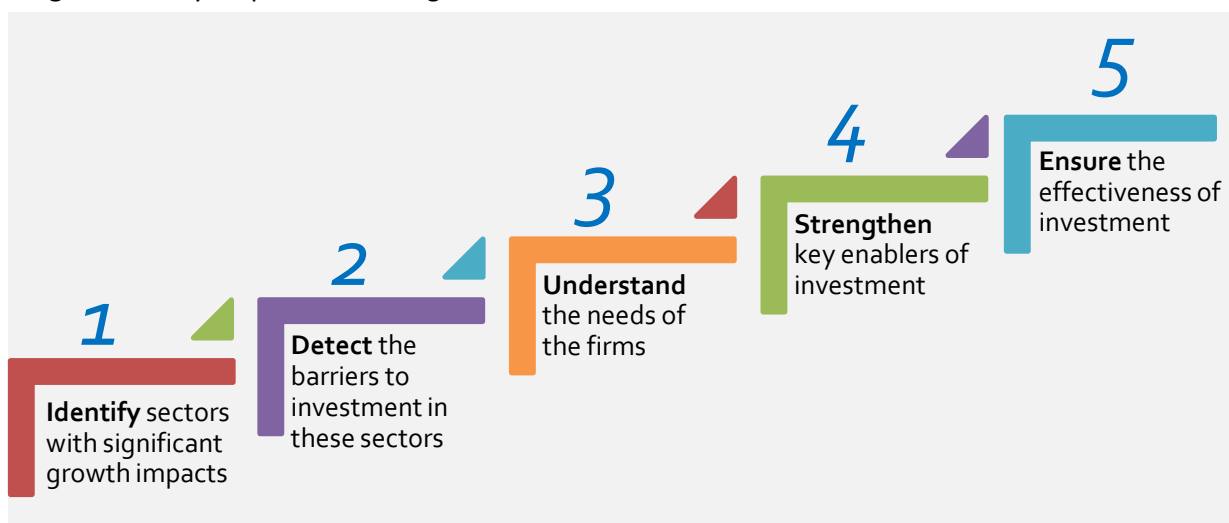 1
Identify sectors
with significant
growth impacts
2
Detect the
barriers to
investment in
these sectors
3
Understand
the needs of
the firms
4
Strengthen
key enablers of
investment
5
Ensure the
effectiveness of
investment